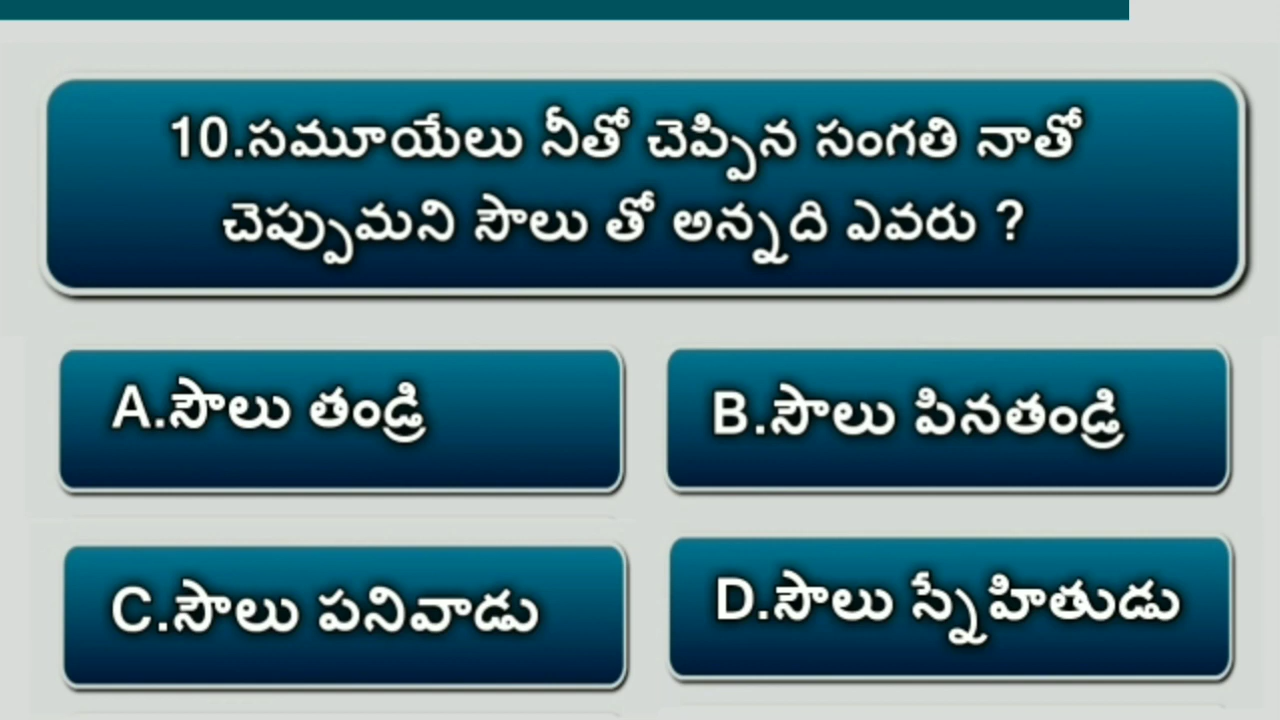 10.సమూయేలు నీతో చెప్పిన సంగతి నాతో
చెప్పుమని సౌలు తో అన్నది ఎవరు ?
A.సౌలు తండ్రి
B.సౌలు పినతండ్రి
C.సౌలు పనివాడు
D.సౌలు స్నేహితుడు